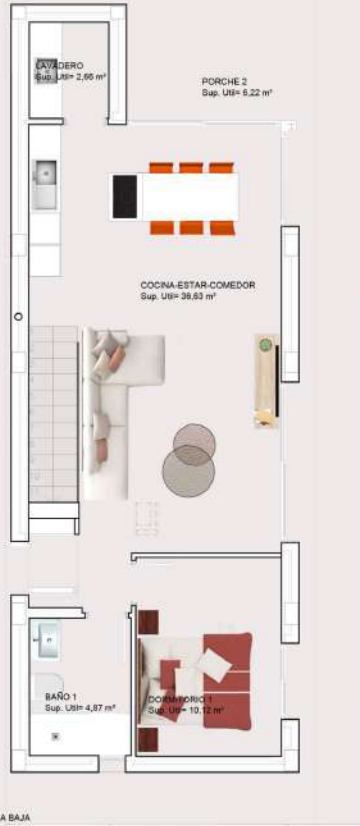 LAVADERO
Sup. Util= 2,66 m²
PORCHE 2
Sup. Util= 6,22 m²
COCINA-ESTAR-COMEDOR
Sup. Util= 36,63 m²
BAÑO 1
Sup. Util= 4,87 m²
DORMITORIO 1
Sup. Util= 10,12 m²
A BAJA